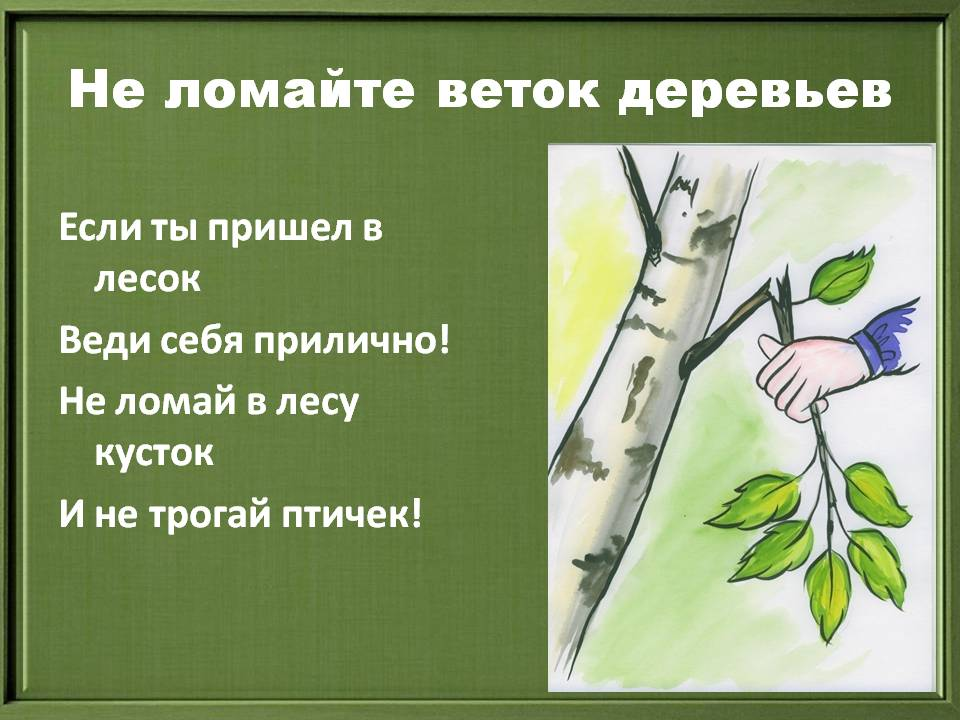 Не ломайте веток деревьев
Если ты пришел в
лесок
Веди себя прилично!
Не ломай в лесу
кусток
И не трогай птичек!